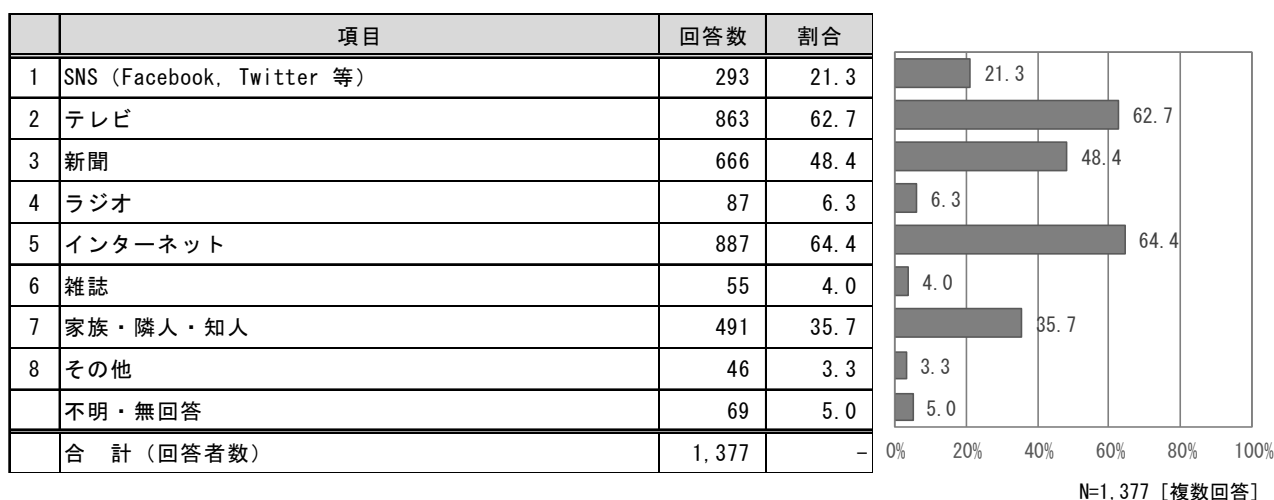 項目 回答数 割合
1 SNS（Facebook, Twitter 等） 293 21.3
2 テレビ 863 62.7
3 新聞 666 48.4
4 ラジオ 87 6.3
5 インターネット 887 64.4
6 雑誌 55 4.0
7 家族・隣人・知人 491 35.7
8 その他 46 3.3
不明・無回答 69 5.0
合　計（回答者数） 1,377 −
21.3
62.7
48.4
6.3
64.4
4.0
35.7
3.3
5.0
0% 20% 40% 60% 80% 100%
N=1,377［複数回答］